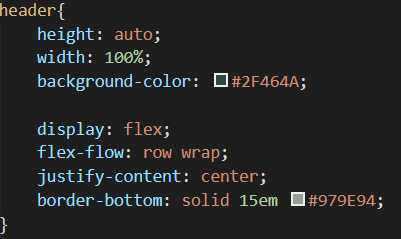 header{
height: auto;
width: 100%;
background-color: #2F464A;
display: flex;
flex-flow: row wrap;
justify-content: center;
border-bottom: solid 15em #979E94;
}